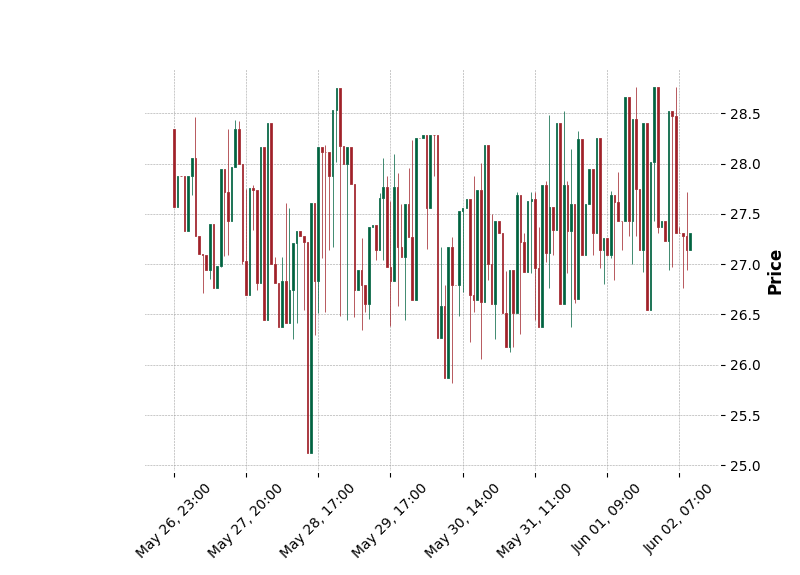 28.5
28.0
27.5
27.0
26.5
26.0
25.5
25.0
Price
May 26, 23:00
May 27, 20:00
May 28, 17:00
May 29, 17:00
May 30, 14:00
May 31, 11:00
Jun 01, 09:00
Jun 02, 07:00